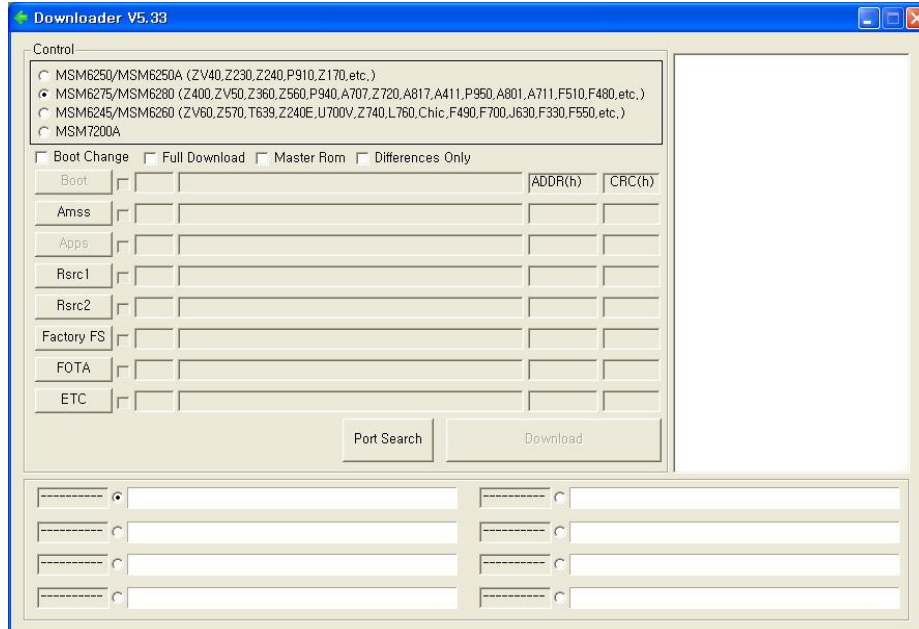 Downloader V5.33
Control
MSM6250/MSM6250A (ZV40,Z230,Z240,P910,Z170,etc,)
MSM6275/MSM6280 (Z400,ZV50,Z360,Z560,P940,A707,Z720,A817,A411,P950,A801,A711,F510,F480,etc,)
MSM6245/MSM6260 (ZV60,Z570,T639,Z240E,U700V,Z740,L760,Chic,F490,F700,J630,F330,F550,etc,)
MSM7200A
Boot Change Full Download Master Rom Differences Only
Boot ADDR(h) CRC(h)
Amss
Apps
Rsrc1
Rsrc2
Factory FS
FOTA
ETC
Port Search Download
---------- ----------
---------- ----------
---------- ----------
---------- ----------